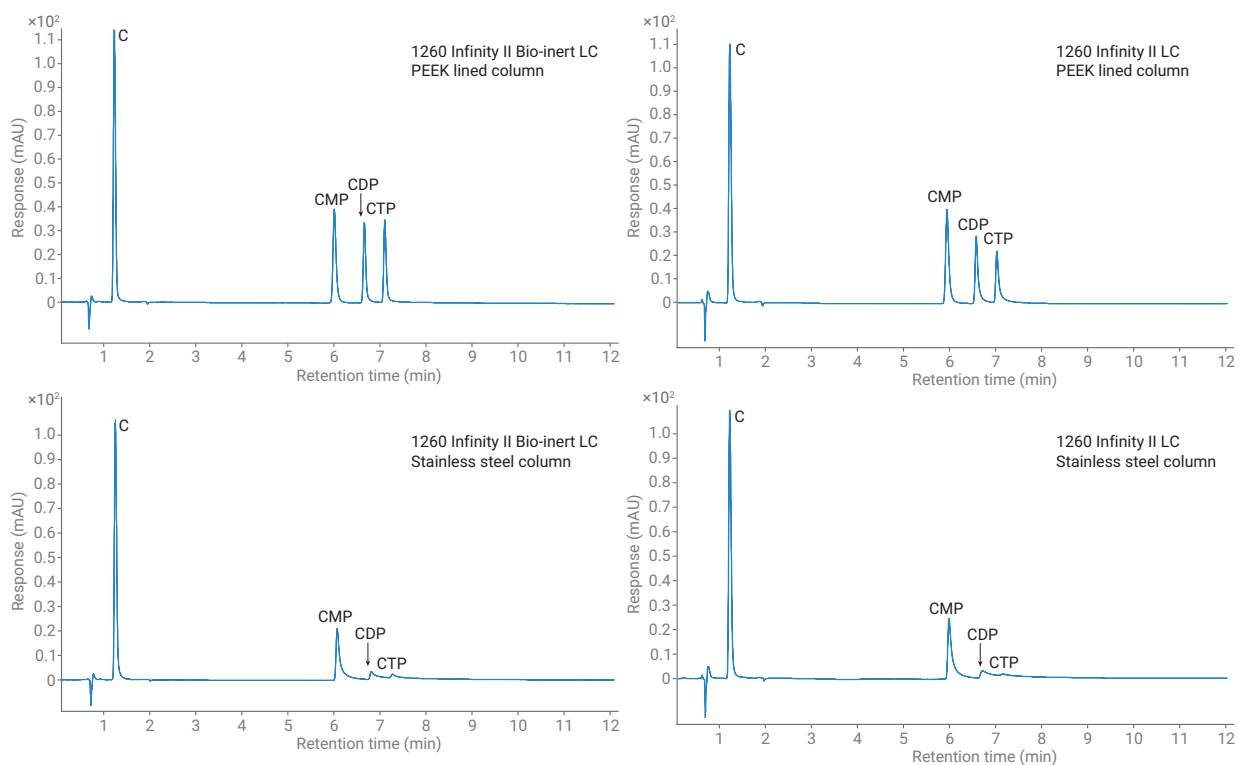 ×10²
1.1
1.0
0.9
0.8
0.7
0.6
0.5
0.4
0.3
0.2
0.1
0
Response (mAU)
C
CMP
CDP
CTP
1260 Infinity II Bio-inert LC
PEEK lined column
1 2 3 4 5 6 7 8 9 10 11 12
Retention time (min)
×10²
1.1
1.0
0.9
0.8
0.7
0.6
0.5
0.4
0.3
0.2
0.1
0
Response (mAU)
C
CMP
CDP
CTP
1260 Infinity II LC
PEEK lined column
1 2 3 4 5 6 7 8 9 10 11 12
Retention time (min)
×10²
1.0
0.9
0.8
0.7
0.6
0.5
0.4
0.3
0.2
0.1
0
Response (mAU)
C
CMP
CDP
CTP
1260 Infinity II Bio-inert LC
Stainless steel column
1 2 3 4 5 6 7 8 9 10 11 12
Retention time (min)
×10²
1.0
0.9
0.8
0.7
0.6
0.5
0.4
0.3
0.2
0.1
0
Response (mAU)
C
CMP
CDP
CTP
1260 Infinity II LC
Stainless steel column
1 2 3 4 5 6 7 8 9 10 11 12
Retention time (min)